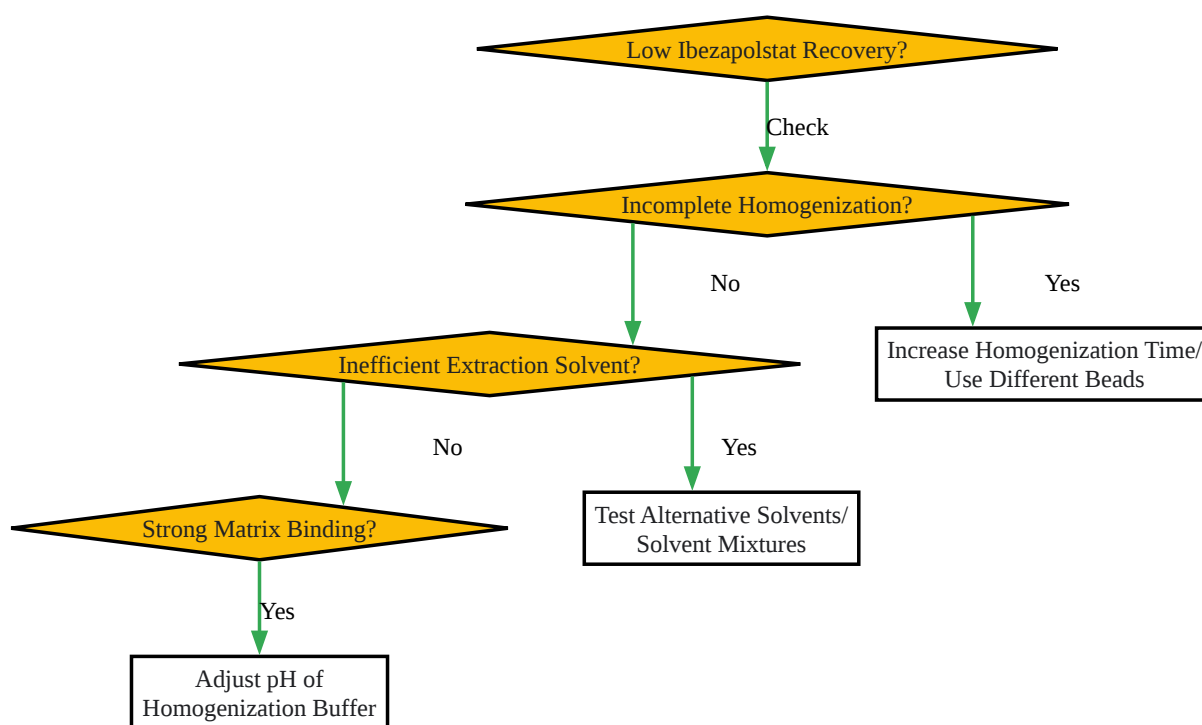 Low Ibezapolstat Recovery?
Check
Incomplete Homogenization?
No
Yes
Increase Homogenization Time/
Use Different Beads
Inefficient Extraction Solvent?
No
Yes
Test Alternative Solvents/
Solvent Mixtures
Strong Matrix Binding?
Yes
Adjust pH of
Homogenization Buffer